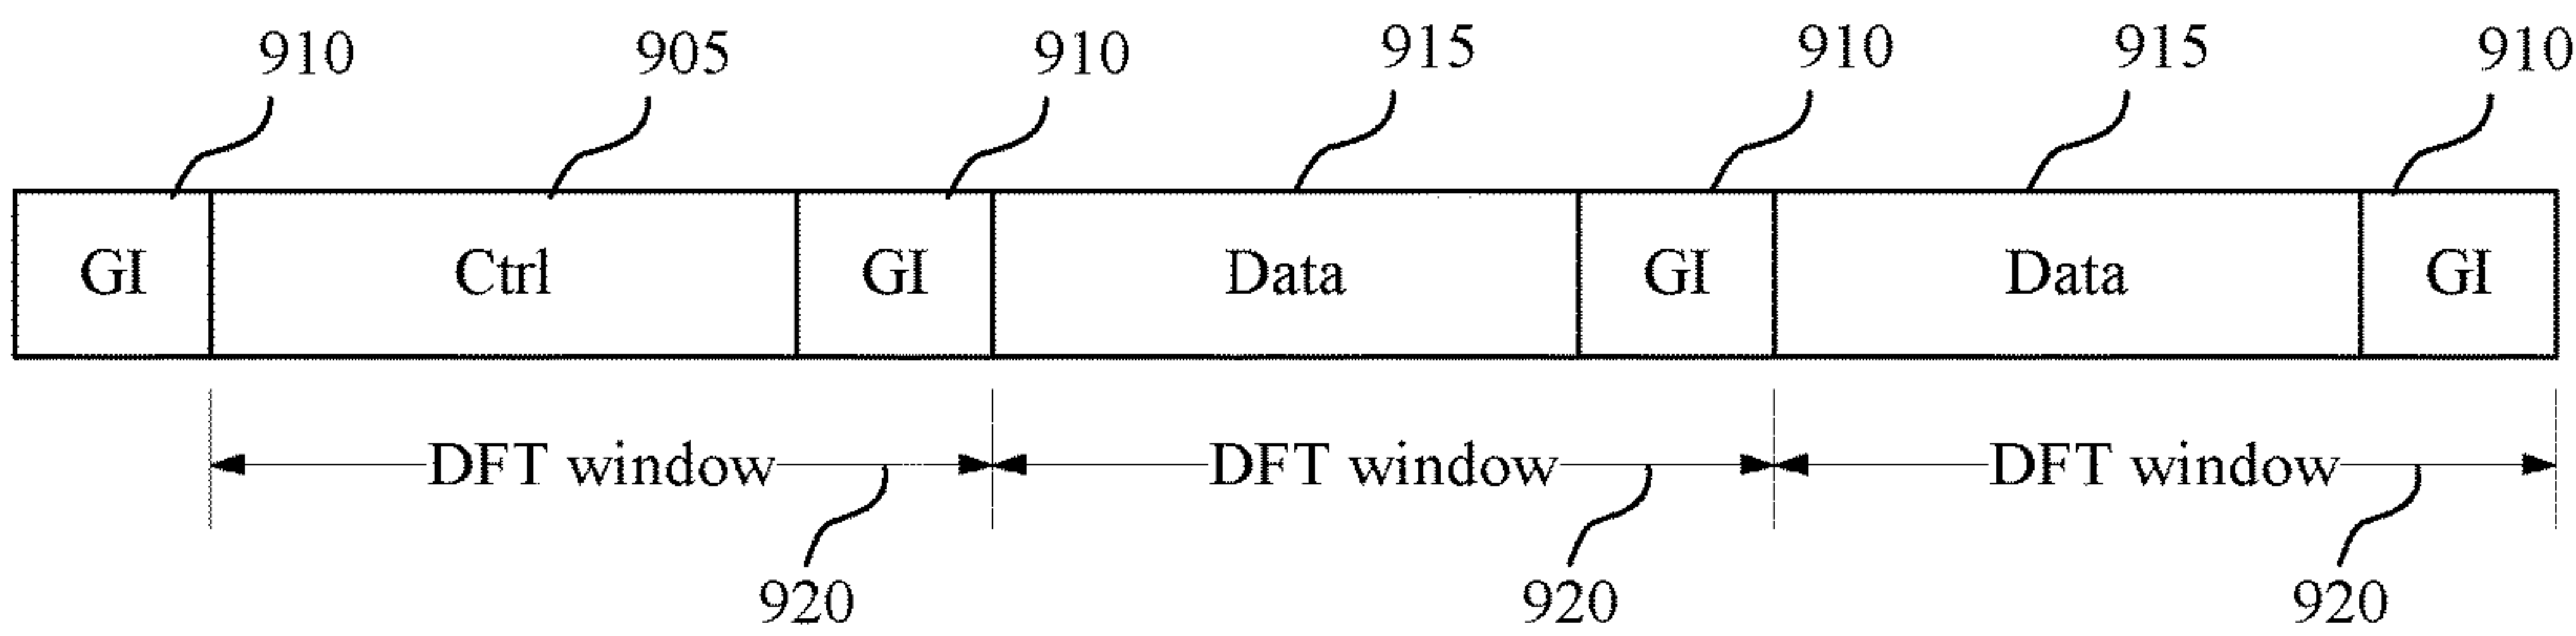 910 905 910 915 910 915 910
GI Ctrl GI Data GI Data GI
DFT window DFT window DFT window
920 920 920